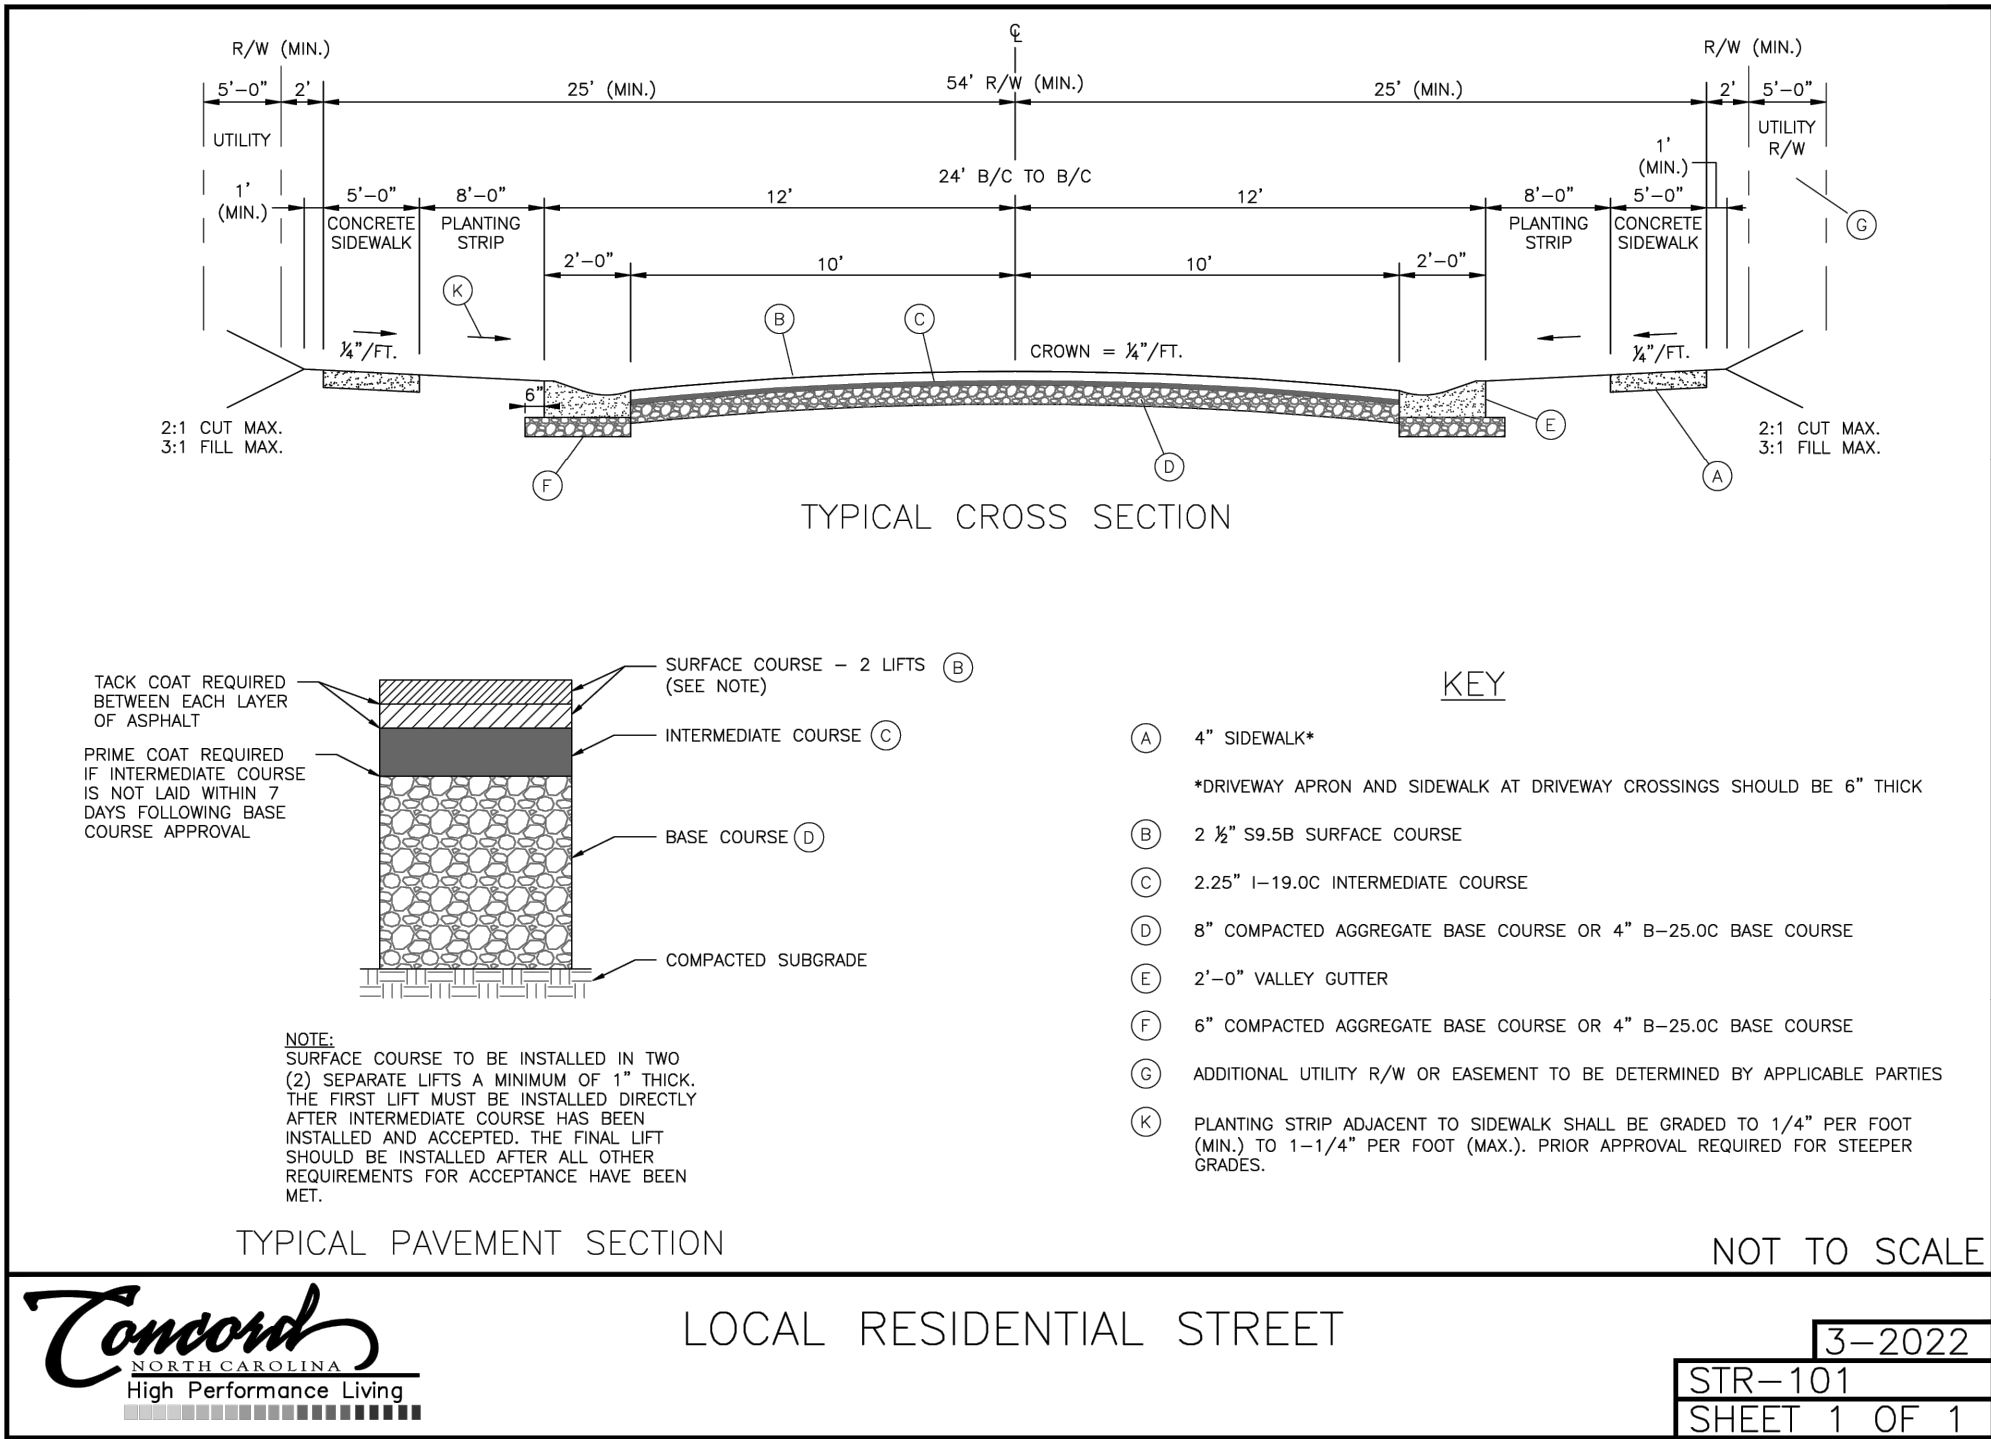 ℄
R/W (MIN.)
R/W (MIN.)
5'-0"
2'
25' (MIN.)
54' R/W (MIN.)
25' (MIN.)
2'
5'-0"
UTILITY
UTILITY
R/W
1'
(MIN.)
1'
(MIN.)
24' B/C TO B/C
5'-0"
8'-0"
12'
12'
8'-0"
5'-0"
CONCRETE
SIDEWALK
PLANTING
STRIP
PLANTING
STRIP
CONCRETE
SIDEWALK
G
2'-0"
10'
10'
2'-0"
K
B
C
¼"/FT.
CROWN = ¼"/FT.
¼"/FT.
6"
2:1 CUT MAX.
3:1 FILL MAX.
2:1 CUT MAX.
3:1 FILL MAX.
E
D
A
F
TYPICAL CROSS SECTION
TACK COAT REQUIRED
BETWEEN EACH LAYER
OF ASPHALT
PRIME COAT REQUIRED
IF INTERMEDIATE COURSE
IS NOT LAID WITHIN 7
DAYS FOLLOWING BASE
COURSE APPROVAL
SURFACE COURSE - 2 LIFTS B
(SEE NOTE)
INTERMEDIATE COURSE C
BASE COURSE D
COMPACTED SUBGRADE
NOTE:
SURFACE COURSE TO BE INSTALLED IN TWO
(2) SEPARATE LIFTS A MINIMUM OF 1" THICK.
THE FIRST LIFT MUST BE INSTALLED DIRECTLY
AFTER INTERMEDIATE COURSE HAS BEEN
INSTALLED AND ACCEPTED. THE FINAL LIFT
SHOULD BE INSTALLED AFTER ALL OTHER
REQUIREMENTS FOR ACCEPTANCE HAVE BEEN
MET.
TYPICAL PAVEMENT SECTION
KEY
A 4" SIDEWALK*
*DRIVEWAY APRON AND SIDEWALK AT DRIVEWAY CROSSINGS SHOULD BE 6" THICK
B 2 ½" S9.5B SURFACE COURSE
C 2.25" I-19.0C INTERMEDIATE COURSE
D 8" COMPACTED AGGREGATE BASE COURSE OR 4" B-25.0C BASE COURSE
E 2'-0" VALLEY GUTTER
F 6" COMPACTED AGGREGATE BASE COURSE OR 4" B-25.0C BASE COURSE
G ADDITIONAL UTILITY R/W OR EASEMENT TO BE DETERMINED BY APPLICABLE PARTIES
K PLANTING STRIP ADJACENT TO SIDEWALK SHALL BE GRADED TO 1/4" PER FOOT
(MIN.) TO 1-1/4" PER FOOT (MAX.). PRIOR APPROVAL REQUIRED FOR STEEPER
GRADES.
NOT TO SCALE
Concord
NORTH CAROLINA
High Performance Living
LOCAL RESIDENTIAL STREET
3-2022
STR-101
SHEET 1 OF 1